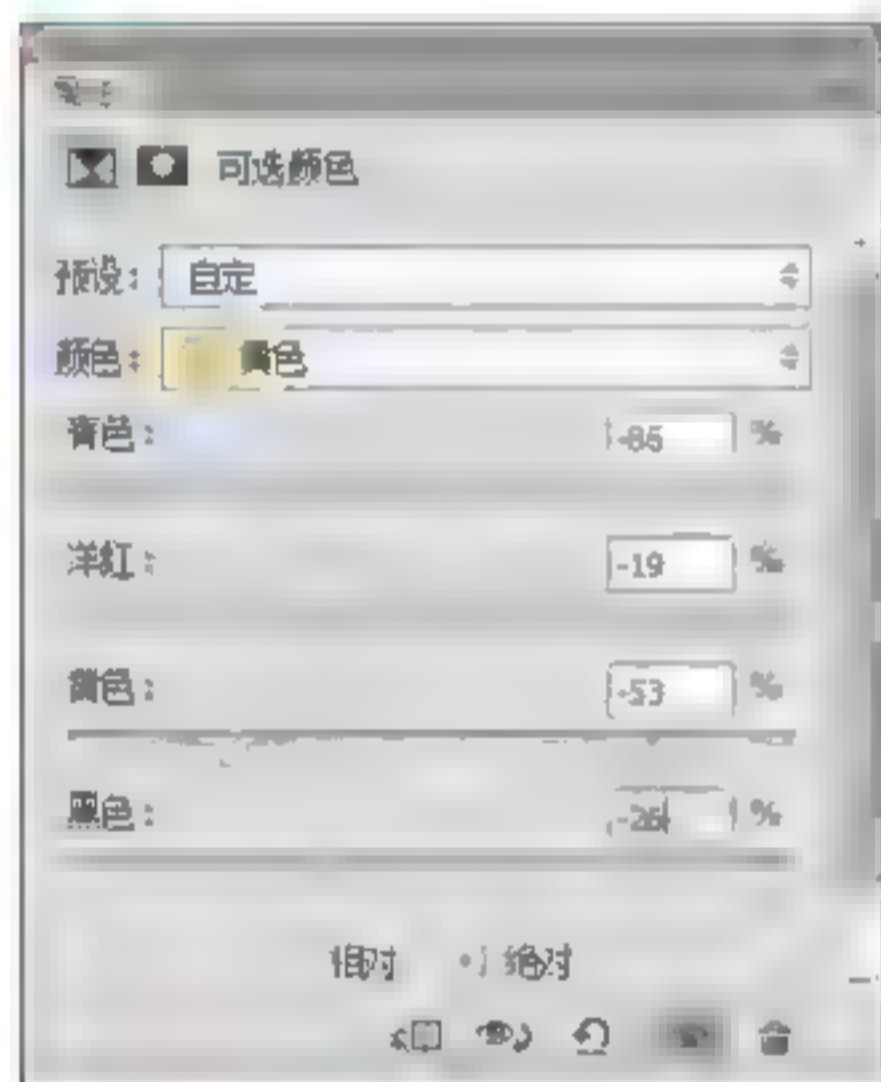 可选颜色
预设： 自定
颜色： 黄色
青色： %
洋红： -19 %
黄色： -53 %
黑色： -26 %
相对 绝对